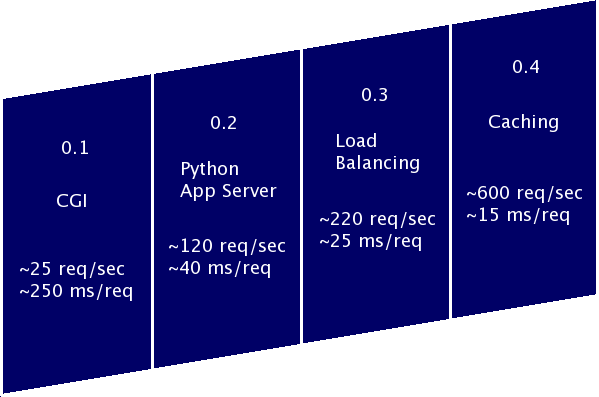 0.1
CGI
~25 req/sec
~250 ms/req
0.2
Python
App Server
~120 req/sec
~40 ms/req
0.3
Load
Balancing
~220 req/sec
~25 ms/req
0.4
Caching
~600 req/sec
~15 ms/req